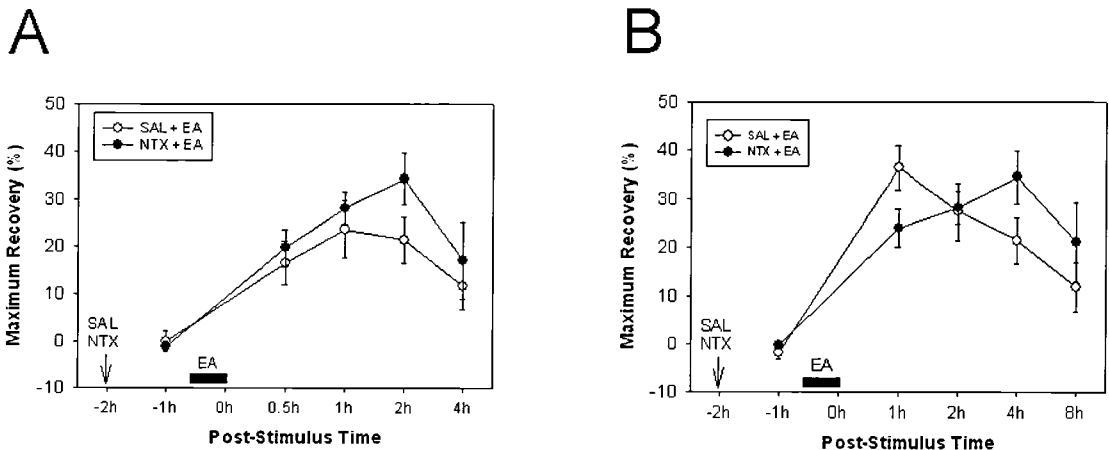 A
50
40
30
20
10
0
-10
Maximum Recovery (%)
SAL + EA
NTX + EA
SAL
NTX
EA
-2h -1h 0h 0.5h 1h 2h 4h
Post-Stimulus Time
B
50
40
30
20
10
0
-10
Maximum Recovery (%)
SAL + EA
NTX + EA
SAL
NTX
EA
-2h -1h 0h 1h 2h 4h 8h
Post-Stimulus Time